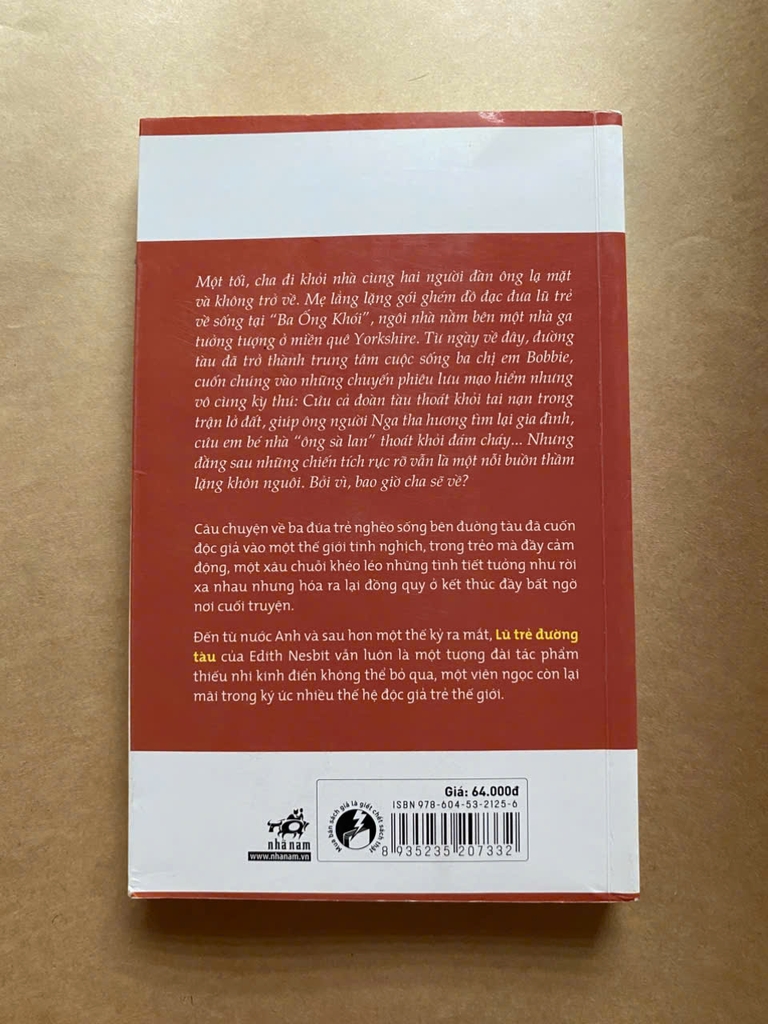 Một tối, cha đi khỏi nhà cùng hai người đàn ông lạ mặt
và không trở về. Mẹ lẳng lặng gói ghém đồ đạc đưa lũ trẻ
về sống tại “Ba Ống Khói”, ngôi nhà nằm bên một nhà ga
tưởng tượng ở miền quê Yorkshire. Từ ngày về đây, đường
tàu đã trở thành trung tâm cuộc sống ba chị em Bobbie,
cuốn chúng vào những chuyến phiêu lưu mạo hiểm nhưng
vô cùng kỳ thú: Cứu cả đoàn tàu thoát khỏi tai nạn trong
trận lở đất, giúp ông người Nga tha hương tìm lại gia đình,
cứu em bé nhà “ông sà lan” thoát khỏi đám cháy... Nhưng
đằng sau những chiến tích rực rỡ vẫn là một nỗi buồn thầm
lặng khôn nguôi. Bởi vì, bao giờ cha sẽ về?
Câu chuyện về ba đứa trẻ nghèo sống bên đường tàu đã cuốn
độc giả vào một thế giới tinh nghịch, trong trẻo mà đầy cảm
động, một xâu chuỗi khéo léo những tình tiết tưởng như rời
xa nhau nhưng hóa ra lại đồng quy ở kết thúc đầy bất ngờ
nơi cuối truyện.
Đến từ nước Anh và sau hơn một thế kỷ ra mắt, Lũ trẻ đường
tàu của Edith Nesbit vẫn luôn là một tượng đài tác phẩm
thiếu nhi kinh điển không thể bỏ qua, một viên ngọc còn lại
mãi trong ký ức nhiều thế hệ độc giả trẻ thế giới.
nhã nam
www.nhanam.vn
Mua bán sách giả là giết chết sách thật
Giá: 64.000đ
ISBN 978-604-53-2125-6
8 935235 207332